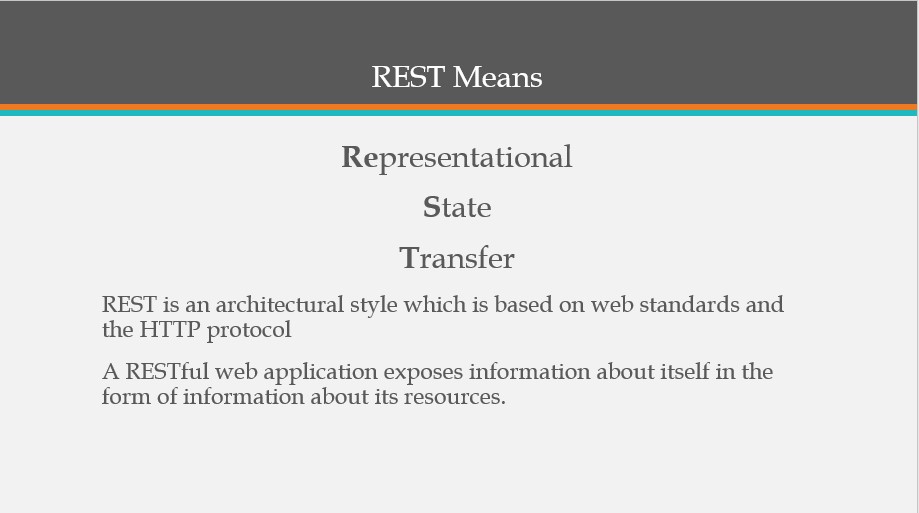 REST Means
Representational
State
Transfer
REST is an architectural style which is based on web standards and
the HTTP protocol
A RESTful web application exposes information about itself in the
form of information about its resources.